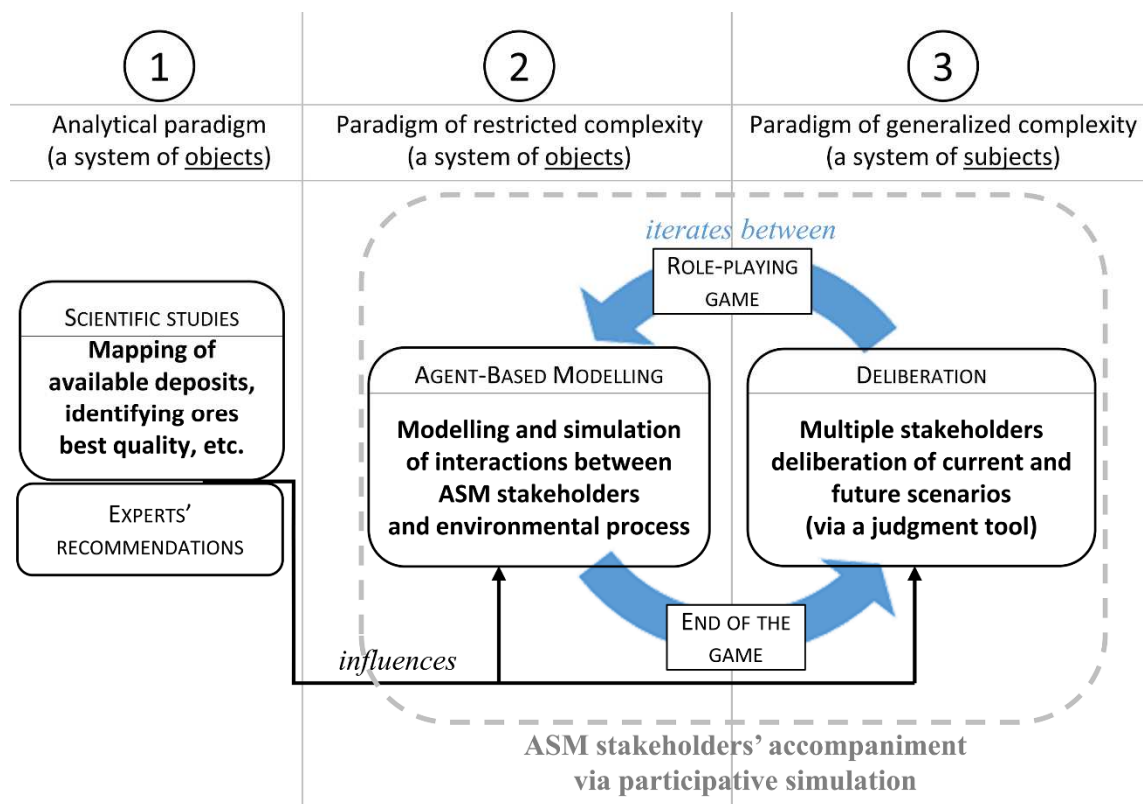 1
2
3
Analytical paradigm
(a system of objects)
Paradigm of restricted complexity
(a system of objects)
Paradigm of generalized complexity
(a system of subjects)
iterates between
ROLE-PLAYING
GAME
SCIENTIFIC STUDIES
Mapping of
available deposits,
identifying ores
best quality, etc.
EXPERTS'
RECOMMENDATIONS
AGENT-BASED MODELLING
Modelling and simulation
of interactions between
ASM stakeholders
and environmental process
DELIBERATION
Multiple stakeholders
deliberation of current and
future scenarios
(via a judgment tool)
END OF THE
GAME
influences
ASM stakeholders' accompaniment
via participative simulation